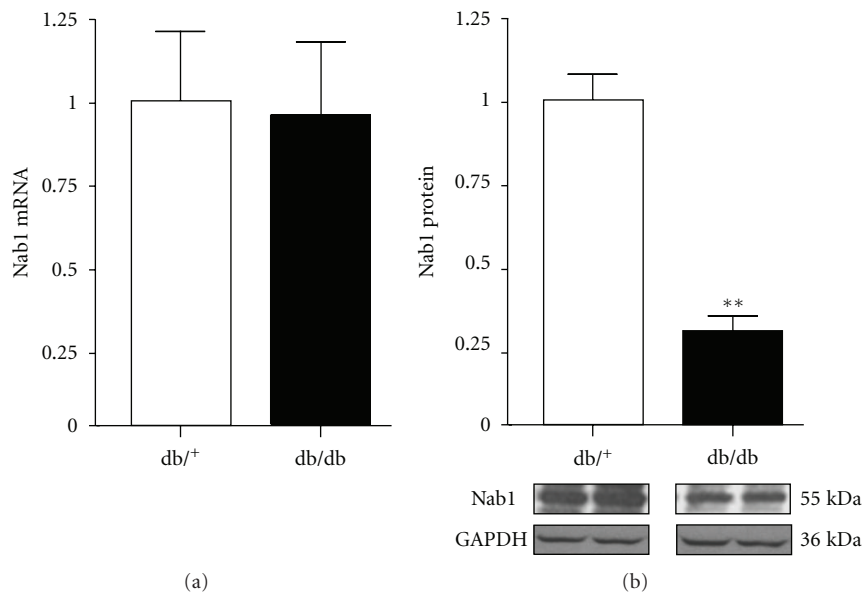 1.25
1
0.75
0.5
0.25
0
Nab1 mRNA
db/+
db/db
(a)
1.25
1
0.75
0.5
0.25
0
Nab1 protein
**
db/+
db/db
Nab1
55 kDa
GAPDH
36 kDa
(b)